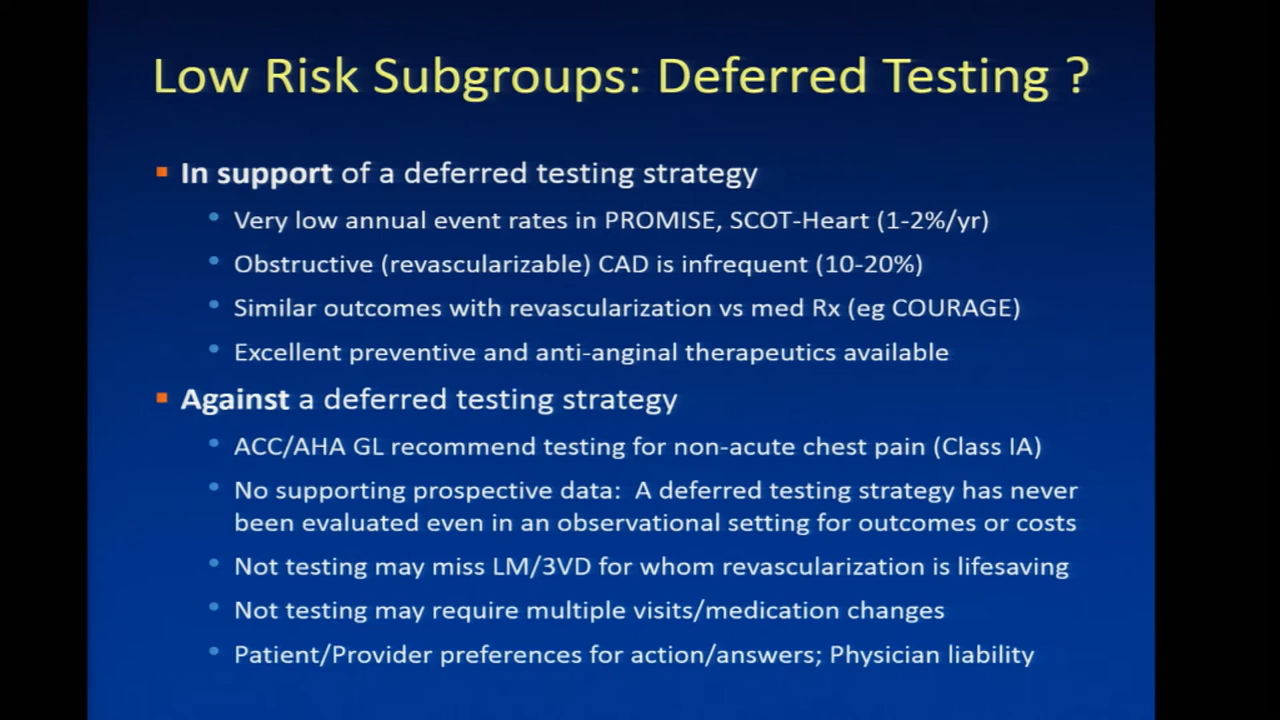 Low Risk Subgroups: Deferred Testing ?
In support of a deferred testing strategy
Very low annual event rates in PROMISE, SCOT-Heart (1-2%/yr)
Obstructive (revascularizable) CAD is infrequent (10-20%)
Similar outcomes with revascularization vs med Rx (eg COURAGE)
Excellent preventive and anti-anginal therapeutics available
Against a deferred testing strategy
ACC/AHA GL recommend testing for non-acute chest pain (Class IA)
No supporting prospective data:  A deferred testing strategy has never
been evaluated even in an observational setting for outcomes or costs
Not testing may miss LM/3VD for whom revascularization is lifesaving
Not testing may require multiple visits/medication changes
Patient/Provider preferences for action/answers; Physician liability